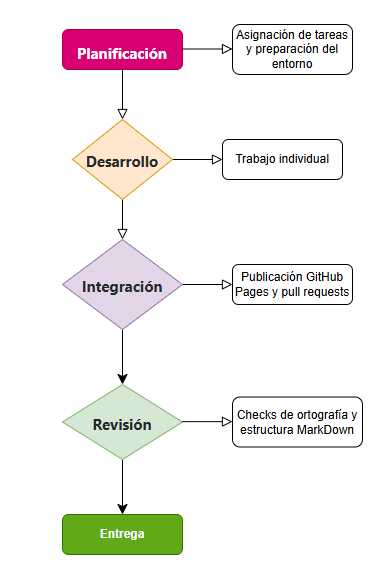 Planificación
Asignación de tareas
y preparación del
entorno
Desarrollo
Trabajo individual
Integración
Publicación GitHub
Pages y pull requests
Revisión
Checks de ortografía y
estructura MarkDown
Entrega